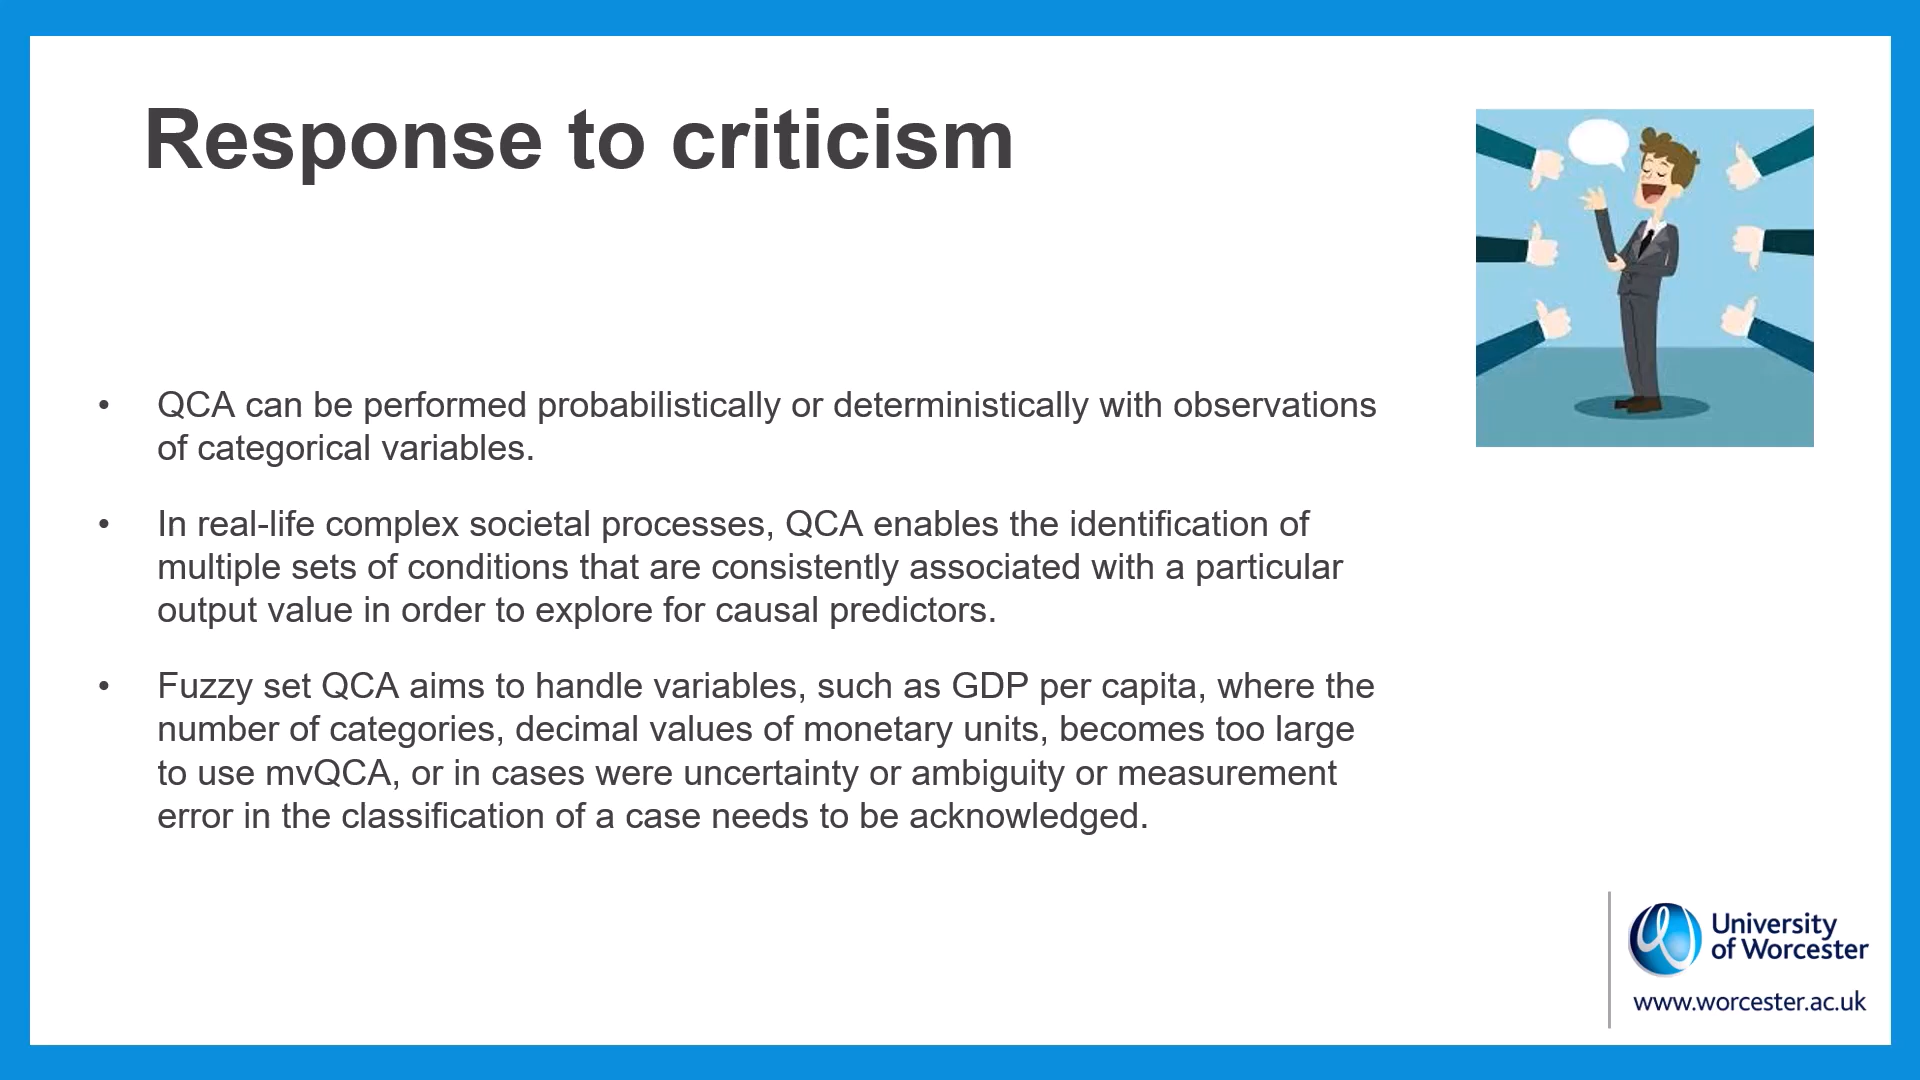 Response to criticism
• QCA can be performed probabilistically or deterministically with observations
of categorical variables.
• In real-life complex societal processes, QCA enables the identification of
multiple sets of conditions that are consistently associated with a particular
output value in order to explore for causal predictors.
• Fuzzy set QCA aims to handle variables, such as GDP per capita, where the
number of categories, decimal values of monetary units, becomes too large
to use mvQCA, or in cases were uncertainty or ambiguity or measurement
error in the classification of a case needs to be acknowledged.
University
of Worcester
www.worcester.ac.uk